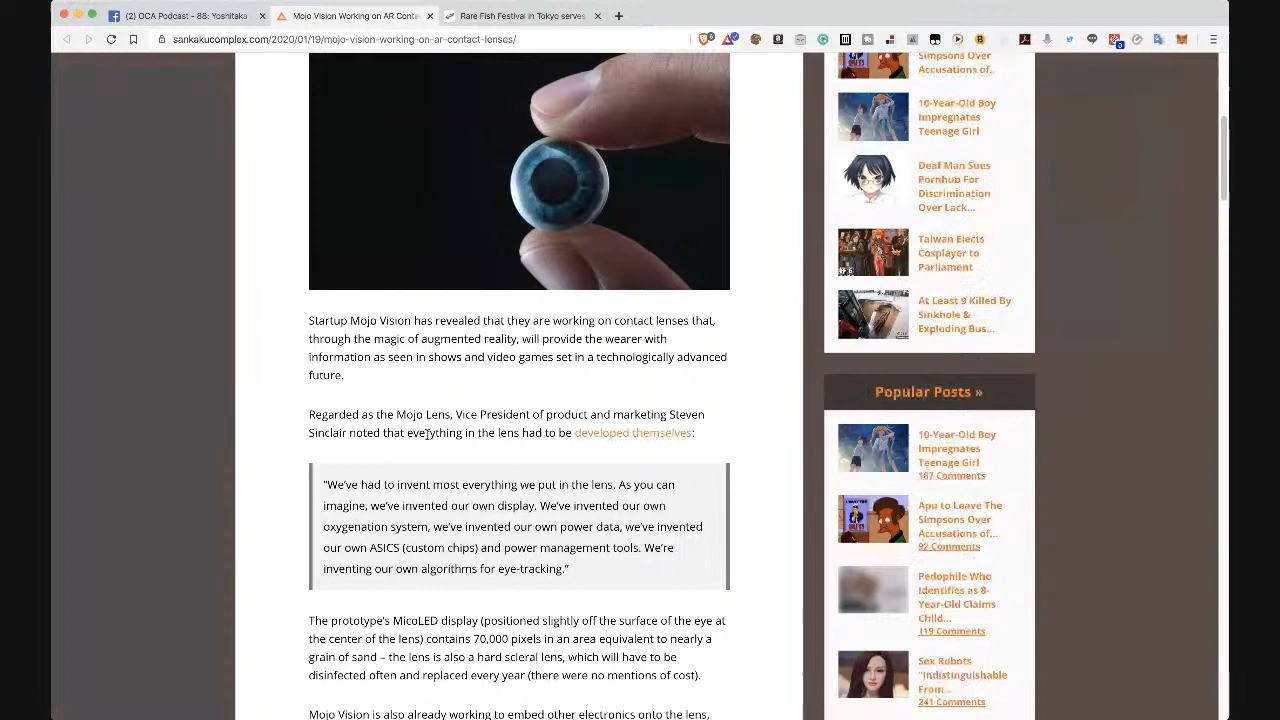 (2) OCA Podcast - 88: Yoshitaka
Mojo Vision Working on AR Conta
Rare Fish Festival in Tokyo serves
sankakucomplex.com/2020/01/19/mojo-vision-working-on-ar-contact-lenses/
Startup Mojo Vision has revealed that they are working on contact lenses that,
through the magic of augmented reality, will provide the wearer with
information as seen in shows and video games set in a technologically advanced
future.
Regarded as the Mojo Lens, Vice President of product and marketing Steven
Sinclair noted that everything in the lens had to be developed themselves:
"We've had to invent most everything we put in the lens. As you can
imagine, we've invented our own display. We've invented our own
oxygenation system, we've invented our own power data, we've invented
our own ASICS (custom chips) and power management tools. We're
inventing our own algorithms for eye-tracking."
The prototype's MicoLED display (positioned slightly off the surface of the eye at
the center of the lens) contains 70,000 pixels in an area equivalent to nearly a
grain of sand – the lens is also a hard scleral lens, which will have to be
disinfected often and replaced every year (there were no mentions of cost).
Mojo Vision is also already working to put other electronics onto the lens,
Simpsons Over
Accusations of...
10-Year-Old Boy
Impregnates
Teenage Girl
Deaf Man Sues
Pornhub For
Discrimination
Over Lack...
Taiwan Elects
Cosplayer to
Parliament
At Least 9 Killed By
Sinkhole &
Exploding Bus...
Popular Posts »
10-Year-Old Boy
Impregnates
Teenage Girl
187 Comments
Apu to Leave The
Simpsons Over
Accusations of...
92 Comments
Pedophile Who
Identifies as 8-
Year-Old Claims
Child...
119 Comments
Sex Robots
"Indistinguishable
From...
241 Comments